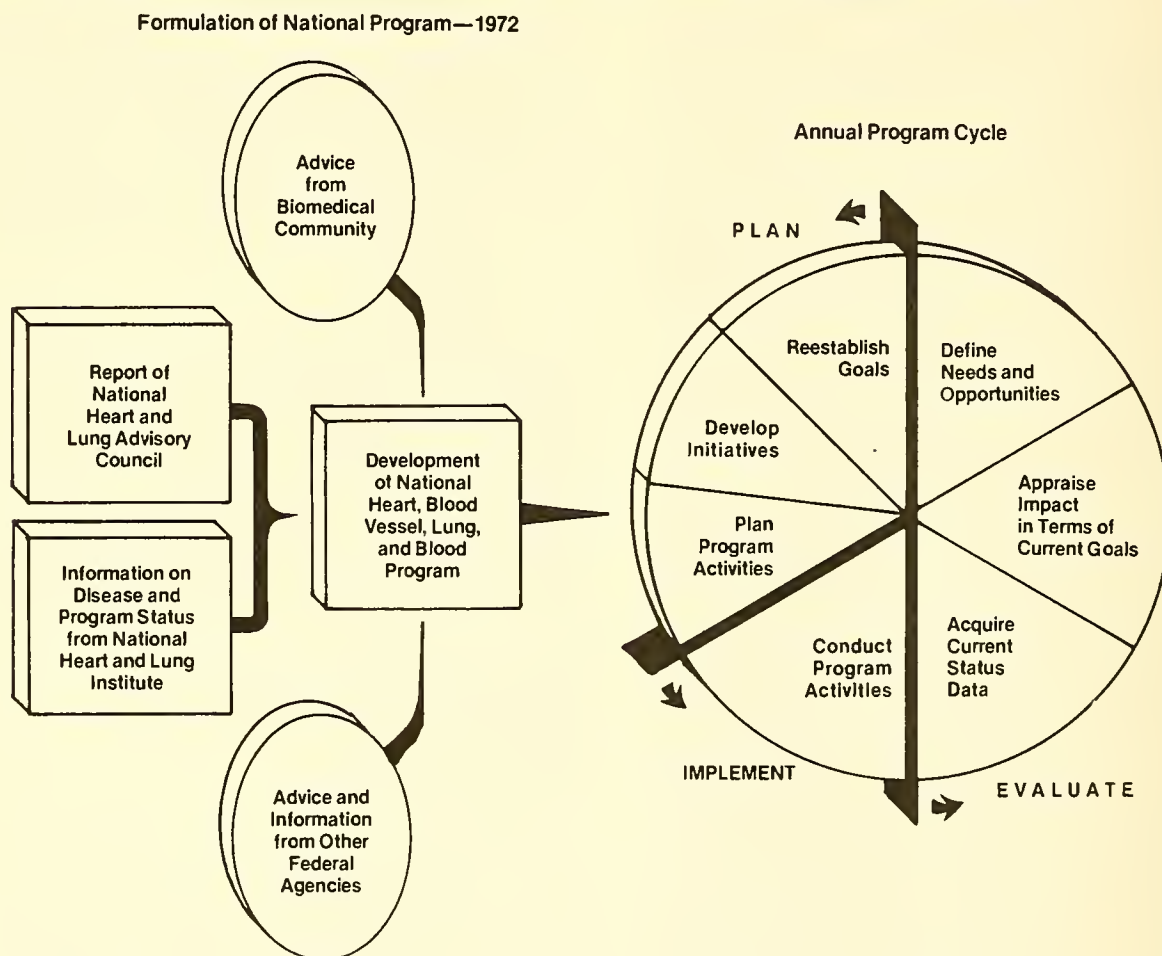 Formulation of National Program—1972
Advice
from
Biomedical
Community
Report of
National
Heart and
Lung Advisory
Council
Information on
Disease and
Program Status
from National
Heart and Lung
Institute
Development
of National
Heart, Blood
Vessel, Lung,
and Blood
Program
Advice and
Information
from Other
Federal
Agencies
Annual Program Cycle
PLAN
Reestablish
Goals
Define
Needs and
Opportunities
Develop
Initiatives
Appraise
Impact
in Terms of
Current Goals
Plan
Program
Activities
Conduct
Program
Activities
Acquire
Current
Status
Data
IMPLEMENT
EVALUATE